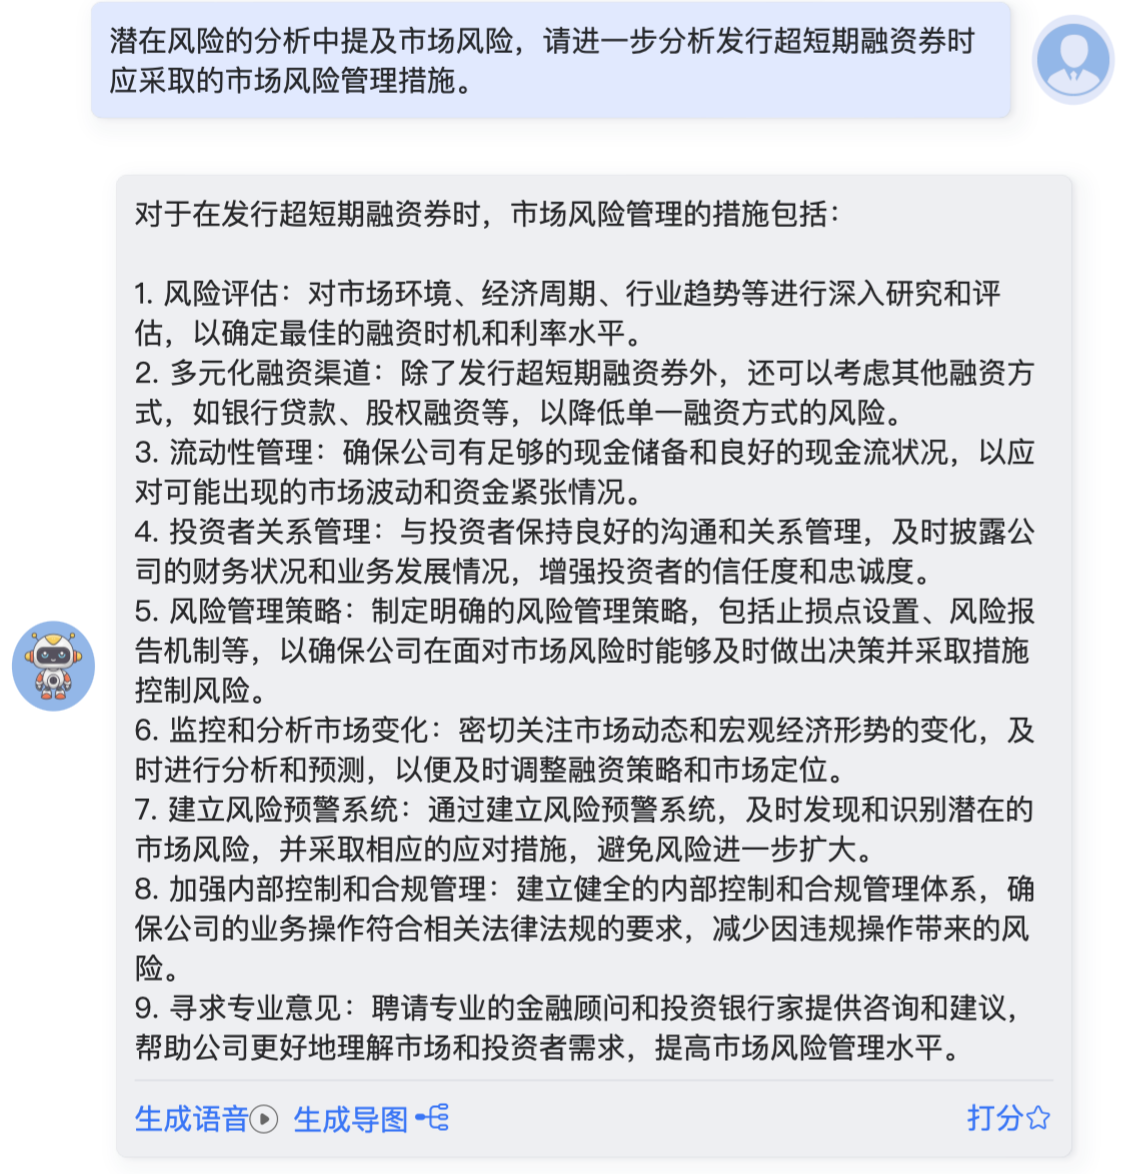 潜在风险的分析中提及市场风险，请进一步分析发行超短期融资券时
应采取的市场风险管理措施。
对于在发行超短期融资券时，市场风险管理的措施包括：
1. 风险评估：对市场环境、经济周期、行业趋势等进行深入研究和评
估，以确定最佳的融资时机和利率水平。
2. 多元化融资渠道：除了发行超短期融资券外，还可以考虑其他融资方
式，如银行贷款、股权融资等，以降低单一融资方式的风险。
3. 流动性管理：确保公司有足够的现金储备和良好的现金流状况，以应
对可能出现的市场波动和资金紧张情况。
4. 投资者关系管理：与投资者保持良好的沟通和关系管理，及时披露公
司的财务状况和业务发展情况，增强投资者的信任度和忠诚度。
5. 风险管理策略：制定明确的风险管理策略，包括止损点设置、风险报
告机制等，以确保公司在面对市场风险时能够及时做出决策并采取措施
控制风险。
6. 监控和分析市场变化：密切关注市场动态和宏观经济形势的变化，及
时进行分析和预测，以便及时调整融资策略和市场定位。
7. 建立风险预警系统：通过建立风险预警系统，及时发现和识别潜在的
市场风险，并采取相应的应对措施，避免风险进一步扩大。
8. 加强内部控制和合规管理：建立健全的内部控制和合规管理体系，确
保公司的业务操作符合相关法律法规的要求，减少因违规操作带来的风
险。
9. 寻求专业意见：聘请专业的金融顾问和投资银行家提供咨询和建议，
帮助公司更好地理解市场和投资者需求，提高市场风险管理水平。
生成语音 生成导图 打分